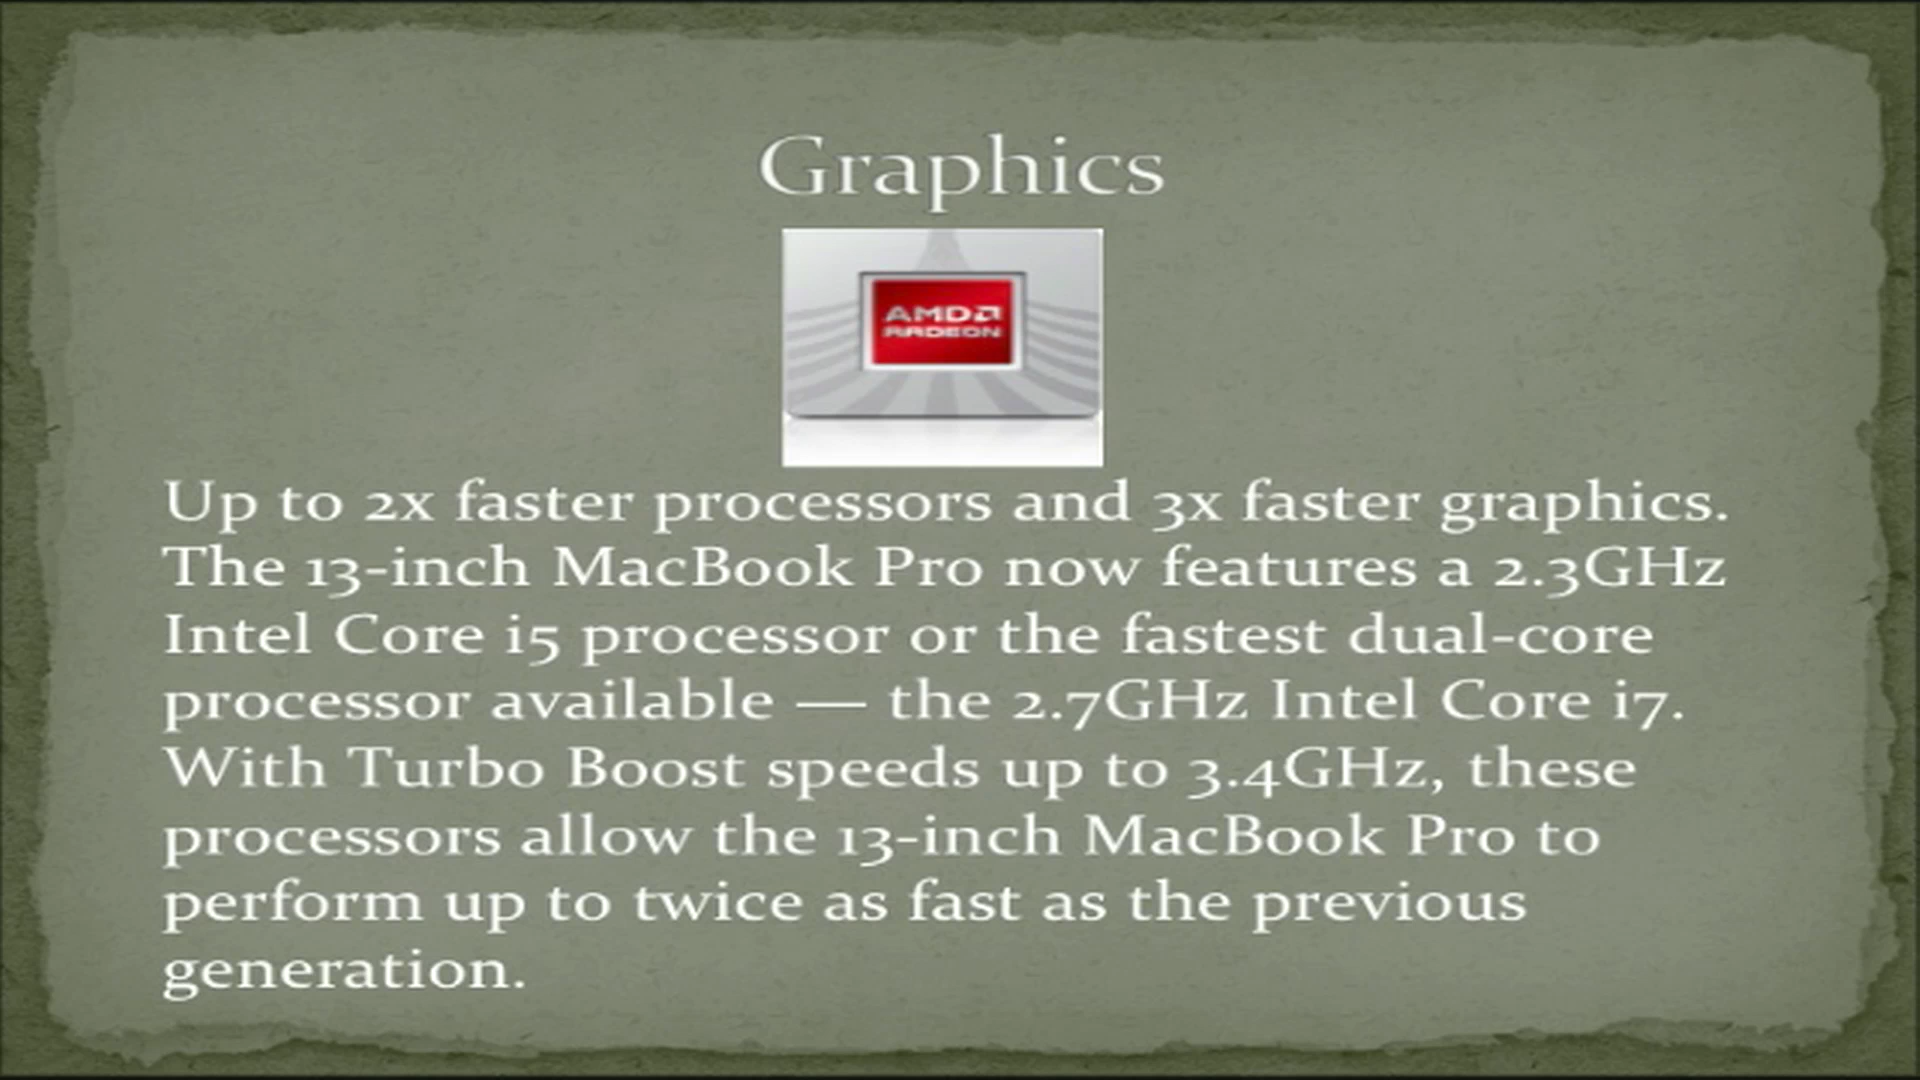 Graphics
AMD
RADEON
Up to 2x faster processors and 3x faster graphics.
The 13-inch MacBook Pro now features a 2.3GHz
Intel Core i5 processor or the fastest dual-core
processor available — the 2.7GHz Intel Core i7.
With Turbo Boost speeds up to 3.4GHz, these
processors allow the 13-inch MacBook Pro to
perform up to twice as fast as the previous
generation.